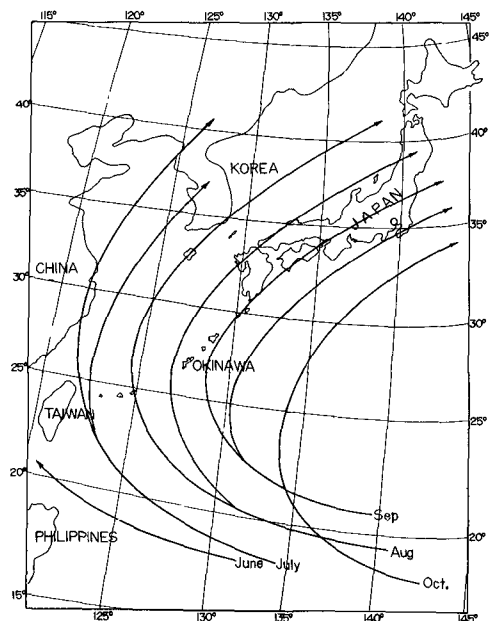 115° 120° 125° 130° 135° 140° 145°
45°
40°
40°
KOREA
35°
JAPAN
35°
30°
CHINA
30°
OKINAWA
25°
25°
TAIWAN
20°
Sep
20°
PHILIPPINES
Aug
June July
Oct.
15°
125° 130° 135° 140° 145°